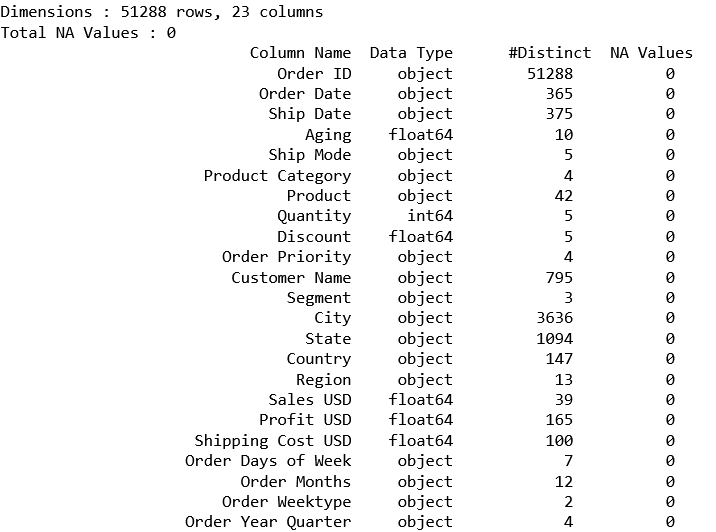 Dimensions : 51288 rows, 23 columns
Total NA Values : 0
Column Name Data Type #Distinct NA Values
Order ID object 51288 0
Order Date object 365 0
Ship Date object 375 0
Aging float64 10 0
Ship Mode object 5 0
Product Category object 4 0
Product object 42 0
Quantity int64 5 0
Discount float64 5 0
Order Priority object 4 0
Customer Name object 795 0
Segment object 3 0
City object 3636 0
State object 1094 0
Country object 147 0
Region object 13 0
Sales USD float64 39 0
Profit USD float64 165 0
Shipping Cost USD float64 100 0
Order Days of Week object 7 0
Order Months object 12 0
Order Weektype object 2 0
Order Year Quarter object 4 0